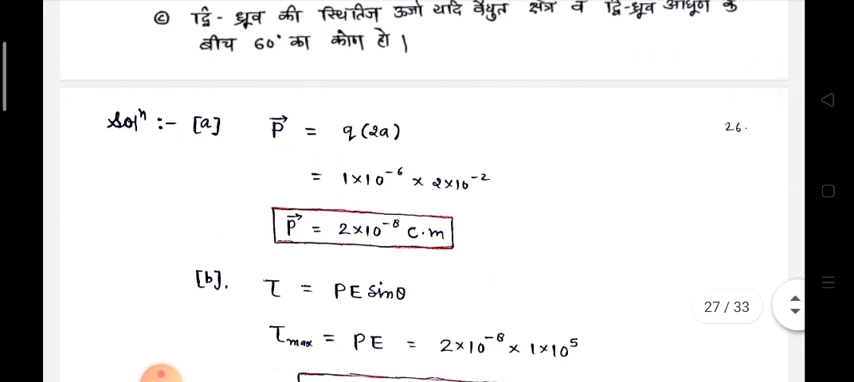 © द्वि - ध्रुव की स्थितिज ऊर्जा यदि वैधुत क्षेत्र व द्वि-ध्रुव आधूर्ण के
बीच 60° का कोण हो |
Solⁿ :- [a] P⃗ = q(2a)
26.
= 1×10⁻⁶ × 2×10⁻²
P⃗ = 2×10⁻⁸ C.m
[b]. τ = PE Sinθ
27 / 33
τmax = PE = 2×10⁻⁸ × 1×10⁵